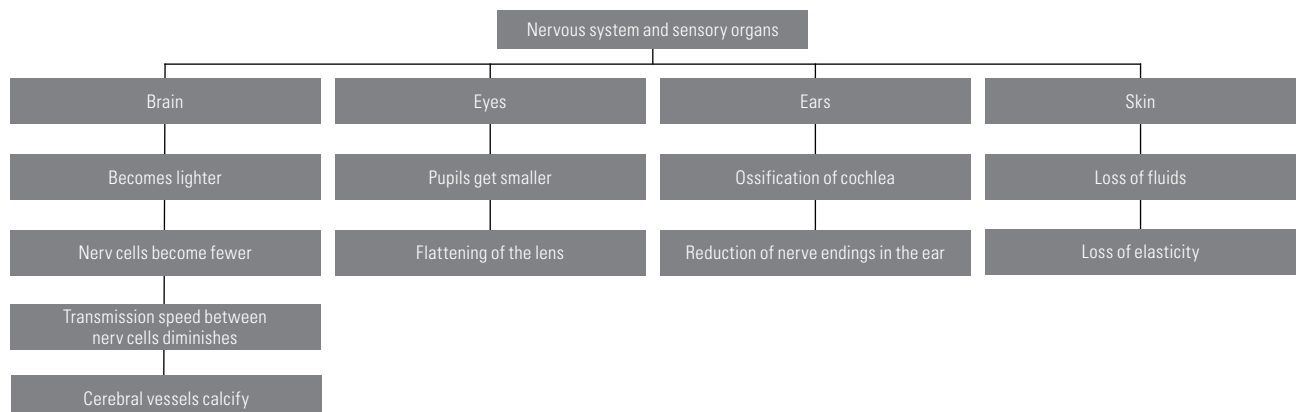 Nervous system and sensory organs
Brain
Eyes
Ears
Skin
Becomes lighter
Pupils get smaller
Ossification of cochlea
Loss of fluids
Nerv cells become fewer
Flattening of the lens
Reduction of nerve endings in the ear
Loss of elasticity
Transmission speed between
nerv cells diminishes
Cerebral vessels calcify